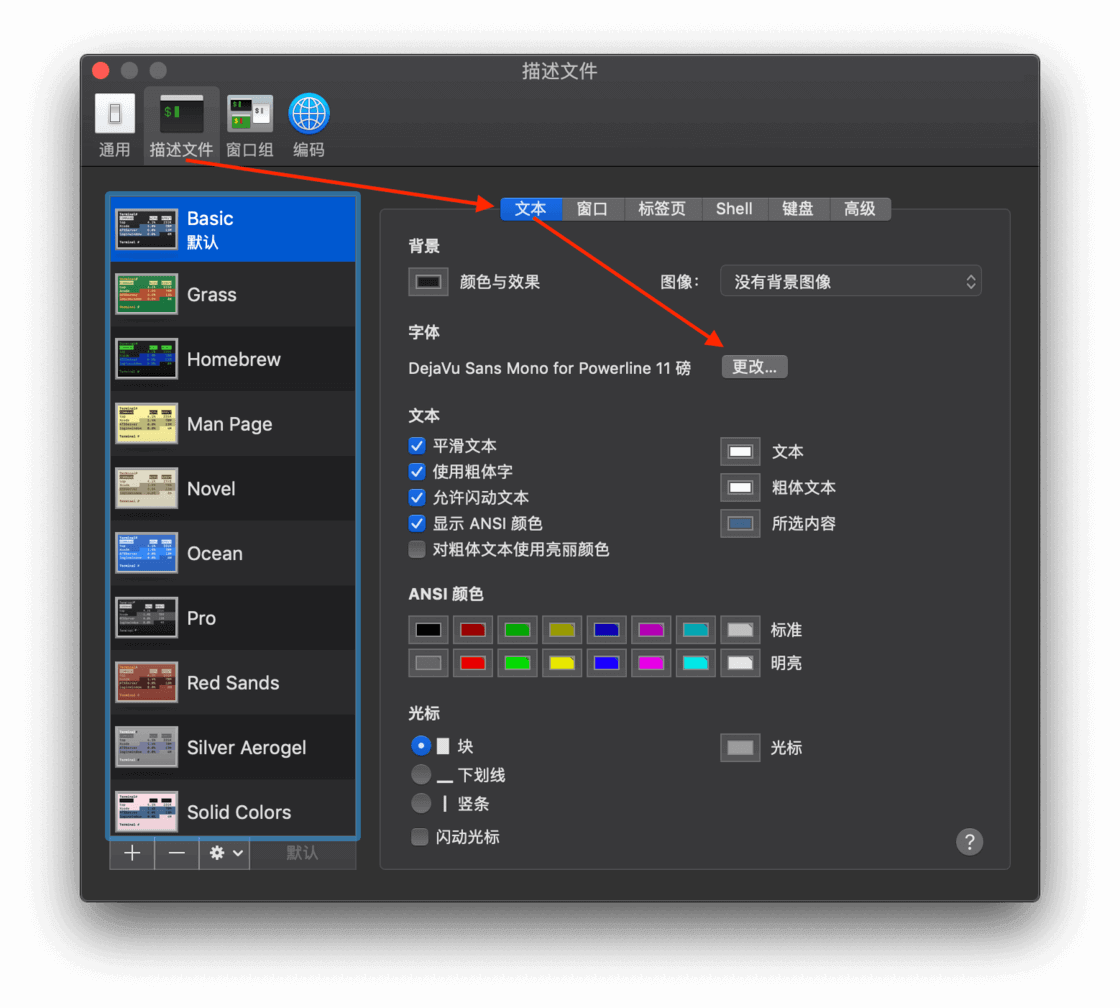 描述文件
通用
描述文件
窗口组
编码
Basic
默认
Grass
Homebrew
Man Page
Novel
Ocean
Pro
Red Sands
Silver Aerogel
Solid Colors
默认
文本 窗口 标签页 Shell 键盘 高级
背景
颜色与效果 图像： 没有背景图像
字体
DejaVu Sans Mono for Powerline 11 磅 更改...
文本
平滑文本
使用粗体字
允许闪动文本
显示 ANSI 颜色
对粗体文本使用亮丽颜色
文本
粗体文本
所选内容
ANSI 颜色
标准
明亮
光标
块
下划线
竖条
闪动光标
光标
?